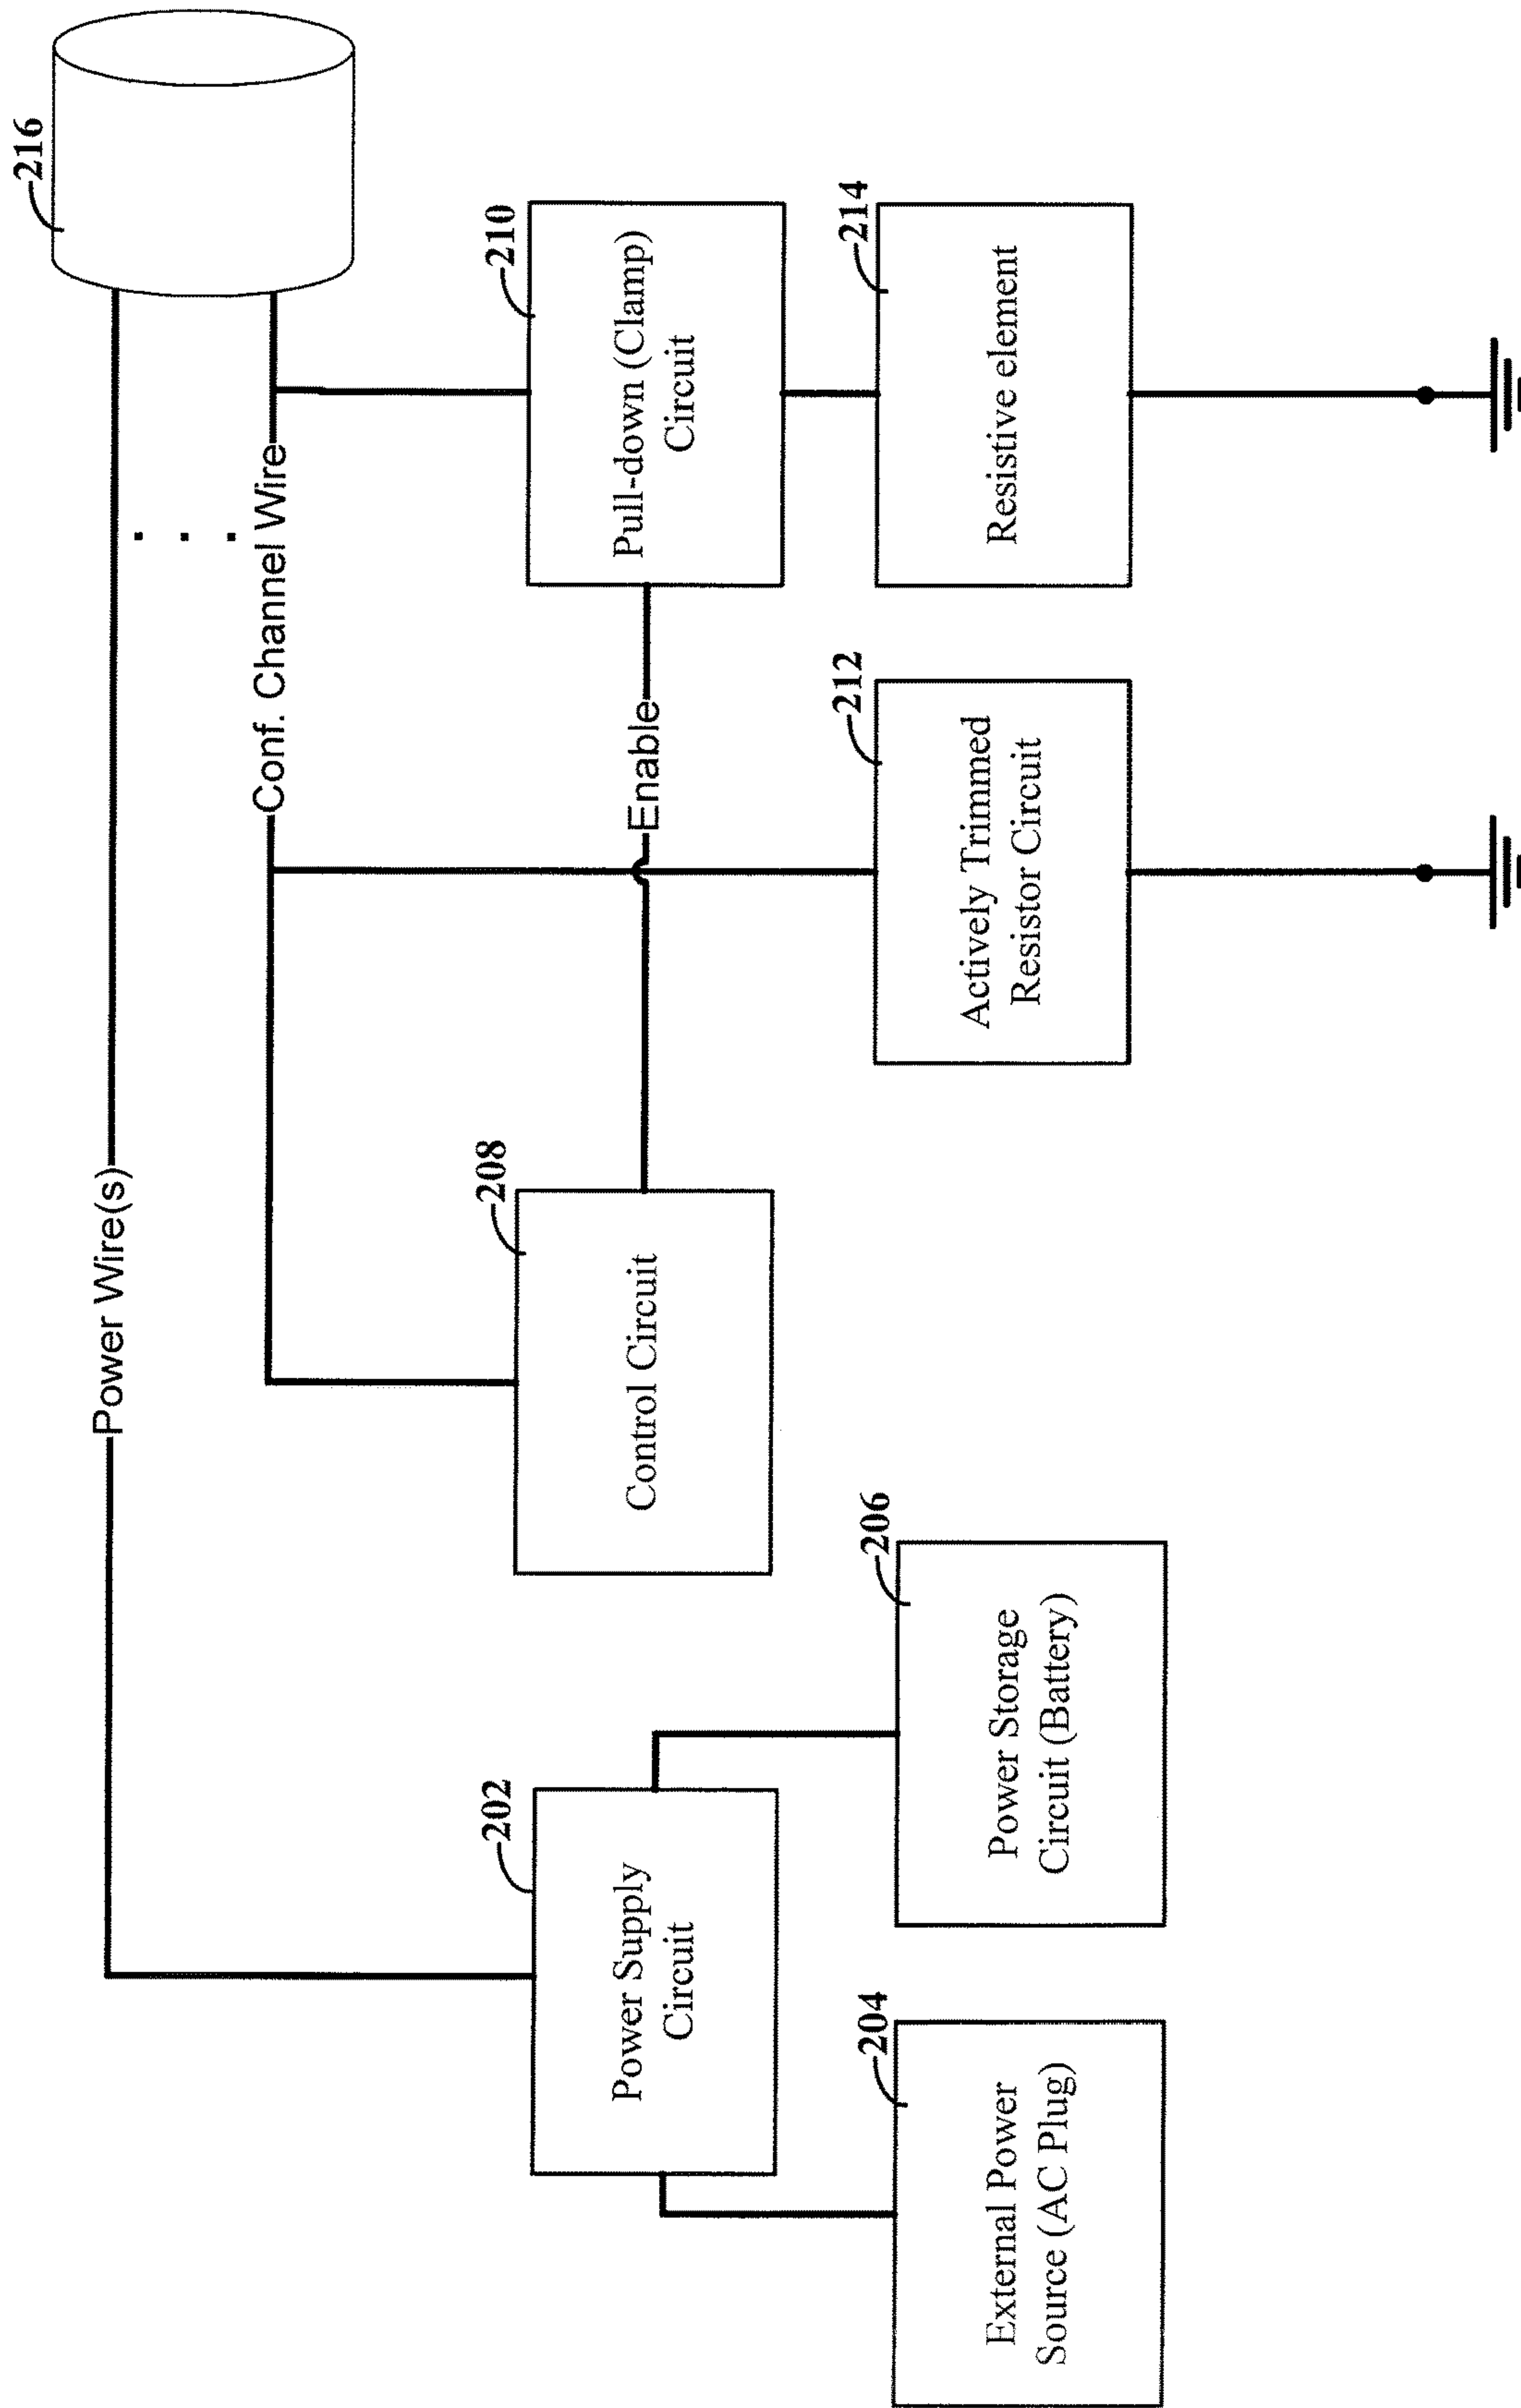 216
Power Wire(s)
Conf. Channel Wire
202
Power Supply
Circuit
208
Control Circuit
Enable
210
Pull-down (Clamp)
Circuit
204
External Power
Source (AC Plug)
206
Power Storage
Circuit (Battery)
212
Actively Trimmed
Resistor Circuit
214
Resistive element